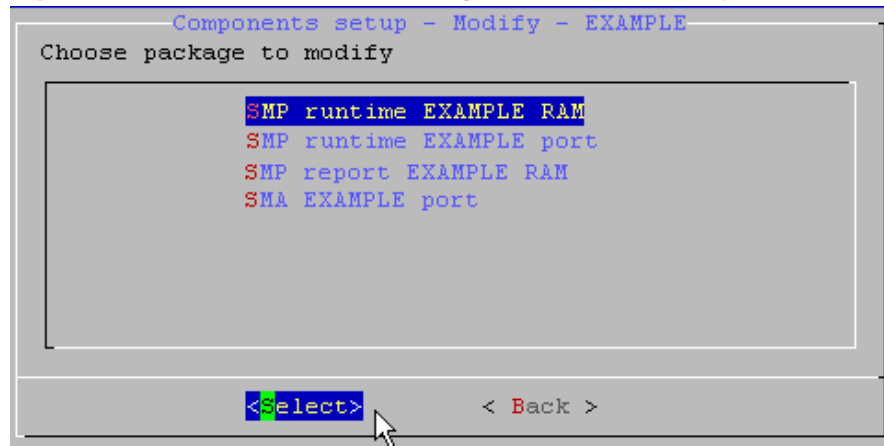 Components setup - Modify - EXAMPLE
Choose package to modify
SMP runtime EXAMPLE RAM
SMP runtime EXAMPLE port
SMP report EXAMPLE RAM
SMA EXAMPLE port
<Select> < Back >